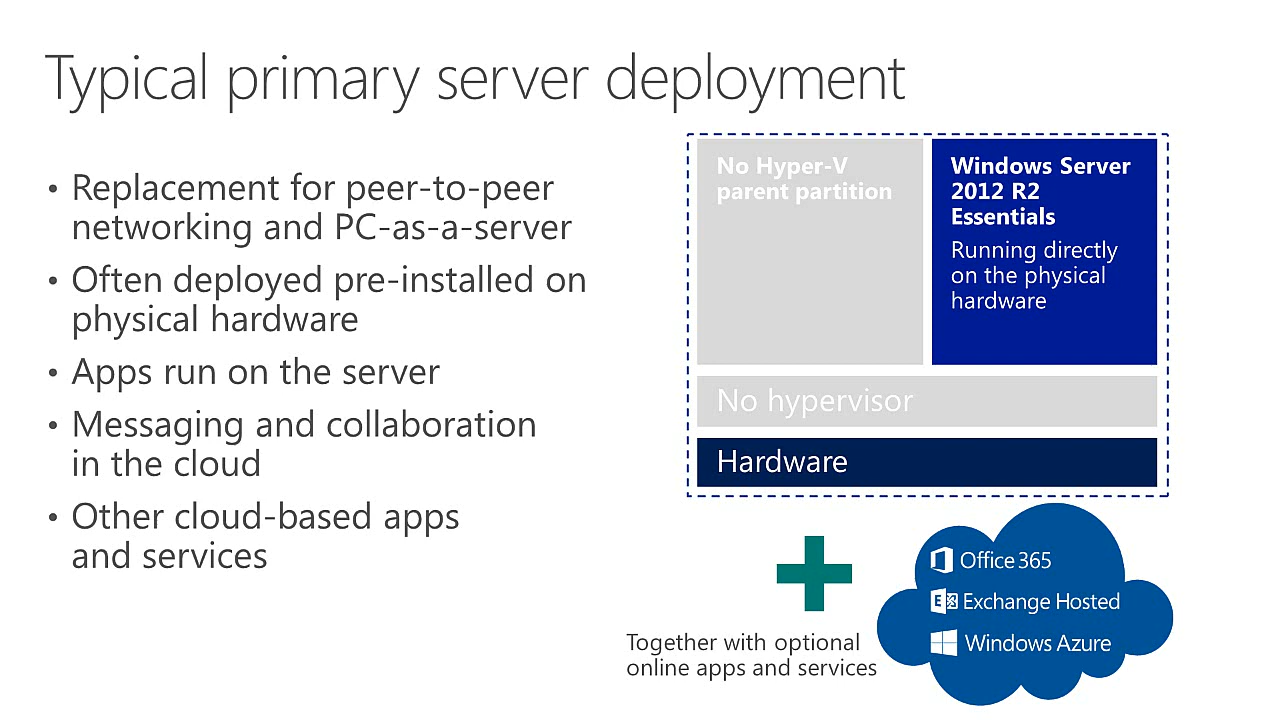 Typical primary server deployment
• Replacement for peer-to-peer
networking and PC-as-a-server
• Often deployed pre-installed on
physical hardware
• Apps run on the server
• Messaging and collaboration
in the cloud
• Other cloud-based apps
and services
No Hyper-V
parent partition
Windows Server
2012 R2
Essentials
Running directly
on the physical
hardware
No hypervisor
Hardware
Office 365
Exchange Hosted
Windows Azure
Together with optional
online apps and services